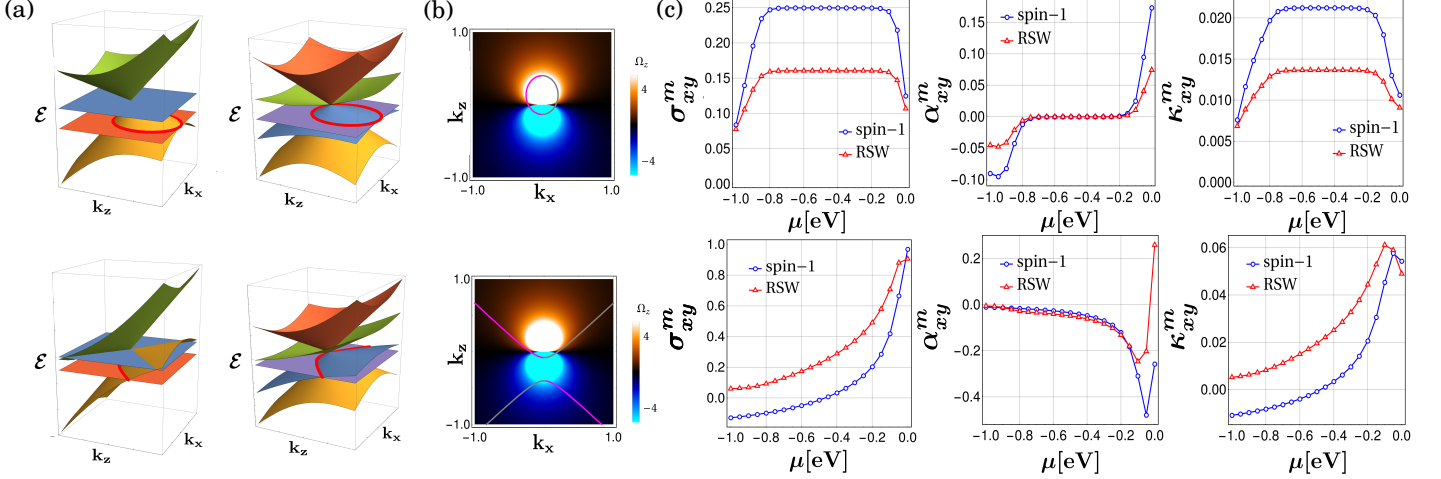 (a)
ε
k_z
k_x
ε
k_z
k_x
(b)
1.0
k_z
-1.0
-1.0
k_x
1.0
Ω_z
4
-4
(c)
σ^m_xy
0.25
0.15
0.05
0.00
spin-1
RSW
-1.0 -0.8 -0.6 -0.4 -0.2 0.0
μ[eV]
α^m_xy
0.15
0.10
0.05
0.00
-0.05
-0.10
spin-1
RSW
-1.0 -0.8 -0.6 -0.4 -0.2 0.0
μ[eV]
κ^m_xy
0.020
0.015
0.010
0.005
0.000
spin-1
RSW
-1.0 -0.8 -0.6 -0.4 -0.2 0.0
μ[eV]
ε
k_z
k_x
ε
k_z
k_x
1.0
k_z
-1.0
-1.0
k_x
1.0
Ω_z
4
-4
σ^m_xy
1.0
0.8
0.6
0.4
0.2
0.0
spin-1
RSW
-1.0 -0.8 -0.6 -0.4 -0.2 0.0
μ[eV]
α^m_xy
0.2
0.0
-0.2
-0.4
spin-1
RSW
-1.0 -0.8 -0.6 -0.4 -0.2 0.0
μ[eV]
κ^m_xy
0.06
0.04
0.02
0.00
spin-1
RSW
-1.0 -0.8 -0.6 -0.4 -0.2 0.0
μ[eV]